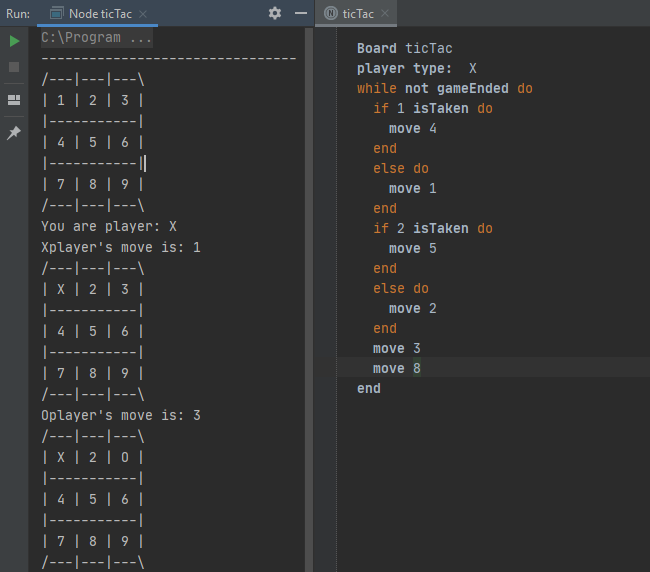 Run: Node ticTac
C:\Program ...
--------------------------------
/---|---|---\
| 1 | 2 | 3 |
|-----------|
| 4 | 5 | 6 |
|-----------|
| 7 | 8 | 9 |
/---|---|---\
You are player: X
Xplayer's move is: 1
/---|---|---\
| X | 2 | 3 |
|-----------|
| 4 | 5 | 6 |
|-----------|
| 7 | 8 | 9 |
/---|---|---\
Oplayer's move is: 3
/---|---|---\
| X | 2 | O |
|-----------|
| 4 | 5 | 6 |
|-----------|
| 7 | 8 | 9 |
/---|---|---\
ticTac
Board ticTac
player type:  X
while not gameEnded do
  if 1 isTaken do
    move 4
  end
  else do
    move 1
  end
  if 2 isTaken do
    move 5
  end
  else do
    move 2
  end
  move 3
  move 8
end